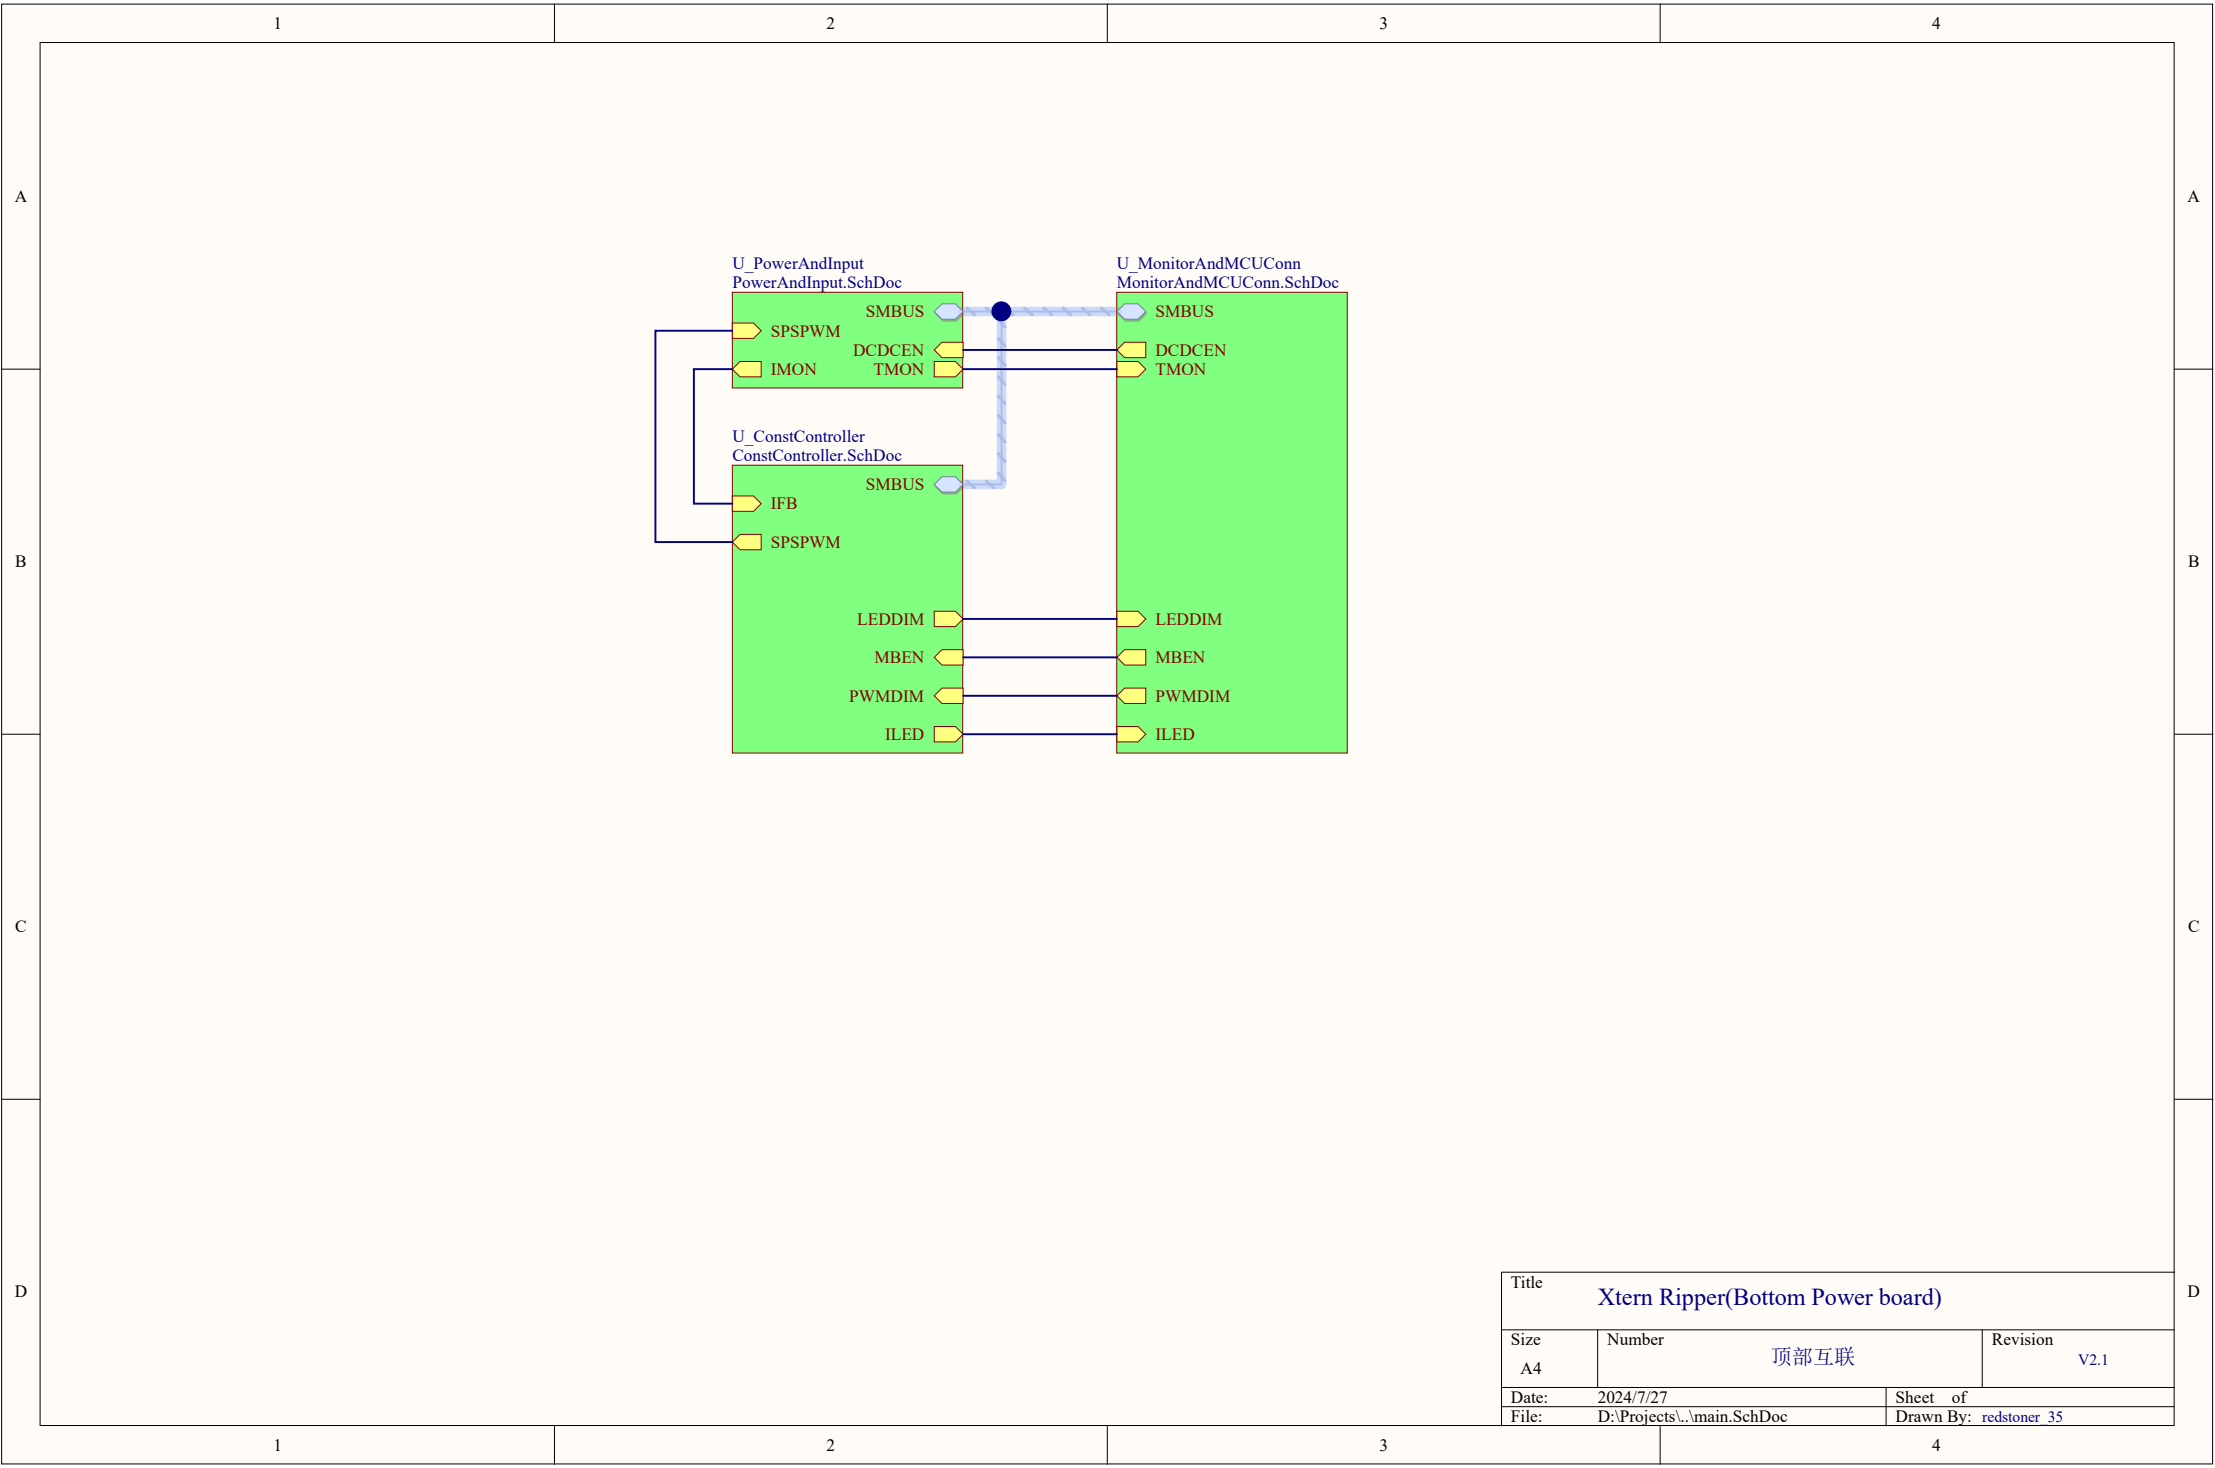 1 2 3 4
A A
U_PowerAndInput
PowerAndInput.SchDoc
SMBUS
SPSPWM
DCDCEN
IMON TMON
U_MonitorAndMCUConn
MonitorAndMCUConn.SchDoc
SMBUS
DCDCEN
TMON
U_ConstController
ConstController.SchDoc
SMBUS
IFB
SPSPWM
LEDDIM
MBEN
PWMDIM
ILED
LEDDIM
MBEN
PWMDIM
ILED
B B
C C
D D
Title
Xtern Ripper(Bottom Power board)
Size
A4
Number
顶部互联
Revision
V2.1
Date: 2024/7/27
Sheet of
File: D:\Projects\..\main.SchDoc
Drawn By: redstoner_35
1 2 3 4